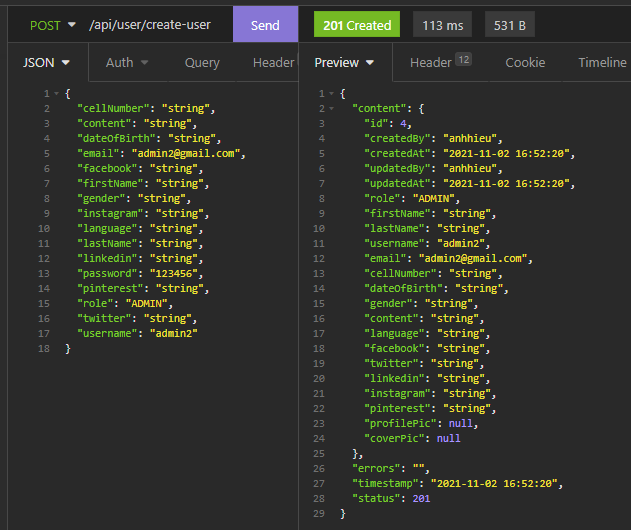 POST /api/user/create-user Send 201 Created 113 ms 531 B
JSON Auth Query Header Preview Header 12 Cookie Timeline
1 {
2 "cellNumber": "string",
3 "content": "string",
4 "dateOfBirth": "string",
5 "email": "admin2@gmail.com",
6 "facebook": "string",
7 "firstName": "string",
8 "gender": "string",
9 "instagram": "string",
10 "language": "string",
11 "lastName": "string",
12 "linkedin": "string",
13 "password": "123456",
14 "pinterest": "string",
15 "role": "ADMIN",
16 "twitter": "string",
17 "username": "admin2"
18 }
1 {
2 "content": {
3 "id": 4,
4 "createdBy": "anhhieu",
5 "createdAt": "2021-11-02 16:52:20",
6 "updatedBy": "anhhieu",
7 "updatedAt": "2021-11-02 16:52:20",
8 "role": "ADMIN",
9 "firstName": "string",
10 "lastName": "string",
11 "username": "admin2",
12 "email": "admin2@gmail.com",
13 "cellNumber": "string",
14 "dateOfBirth": "string",
15 "gender": "string",
16 "content": "string",
17 "language": "string",
18 "facebook": "string",
19 "twitter": "string",
20 "linkedin": "string",
21 "instagram": "string",
22 "pinterest": "string",
23 "profilePic": null,
24 "coverPic": null
25 },
26 "errors": "",
27 "timestamp": "2021-11-02 16:52:20",
28 "status": 201
29 }